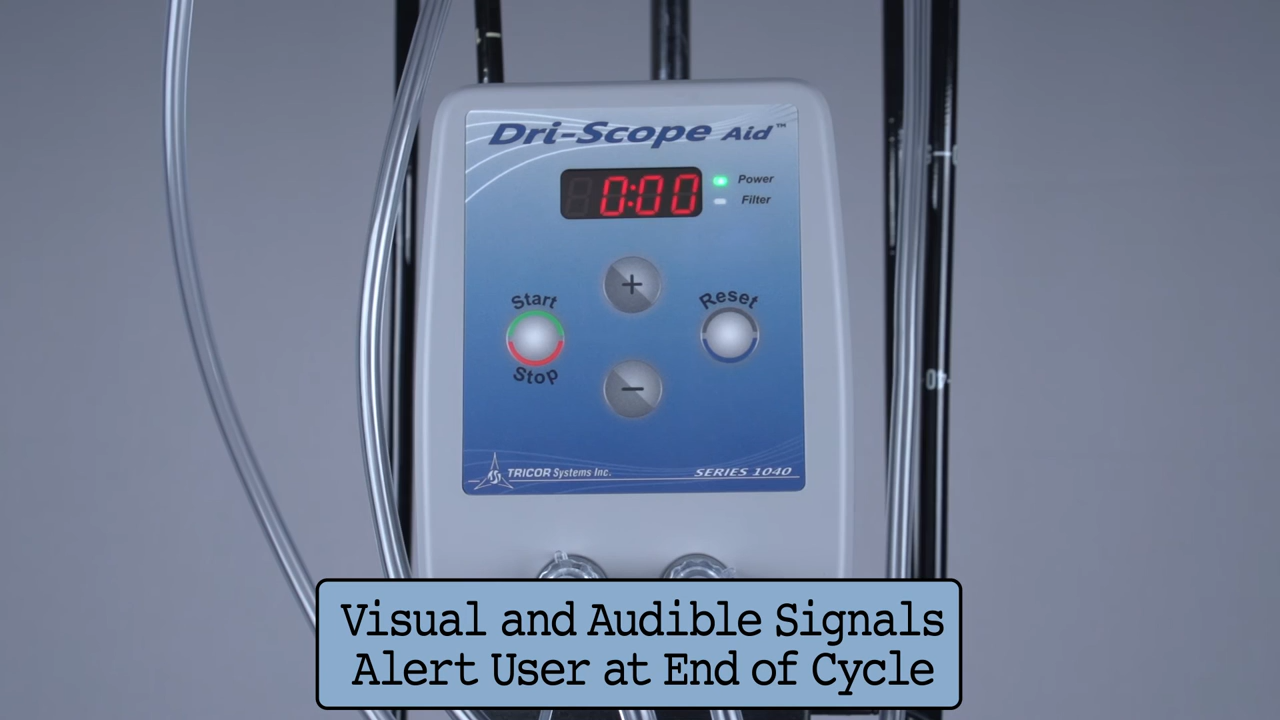 Dri-Scope Aid™
0:00
Power
Filter
+
Start
Reset
Stop
−
TRICOR Systems Inc.
SERIES 1040
40
Visual and Audible Signals
Alert User at End of Cycle